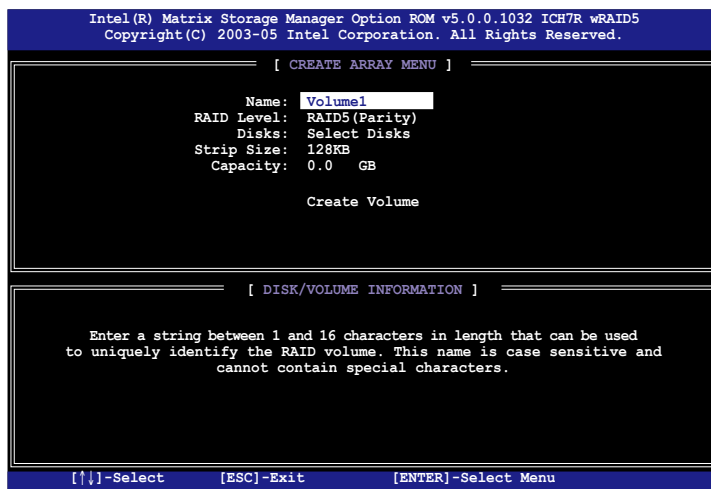 Intel(R) Matrix Storage Manager Option ROM v5.0.0.1032 ICH7R wRAID5
Copyright(C) 2003-05 Intel Corporation. All Rights Reserved.
[ CREATE ARRAY MENU ]
Name: Volume1
RAID Level: RAID5(Parity)
Disks: Select Disks
Strip Size: 128KB
Capacity: 0.0 GB
Create Volume
[ DISK/VOLUME INFORMATION ]
Enter a string between 1 and 16 characters in length that can be used
to uniquely identify the RAID volume. This name is case sensitive and
cannot contain special characters.
[↑↓]-Select [ESC]-Exit [ENTER]-Select Menu